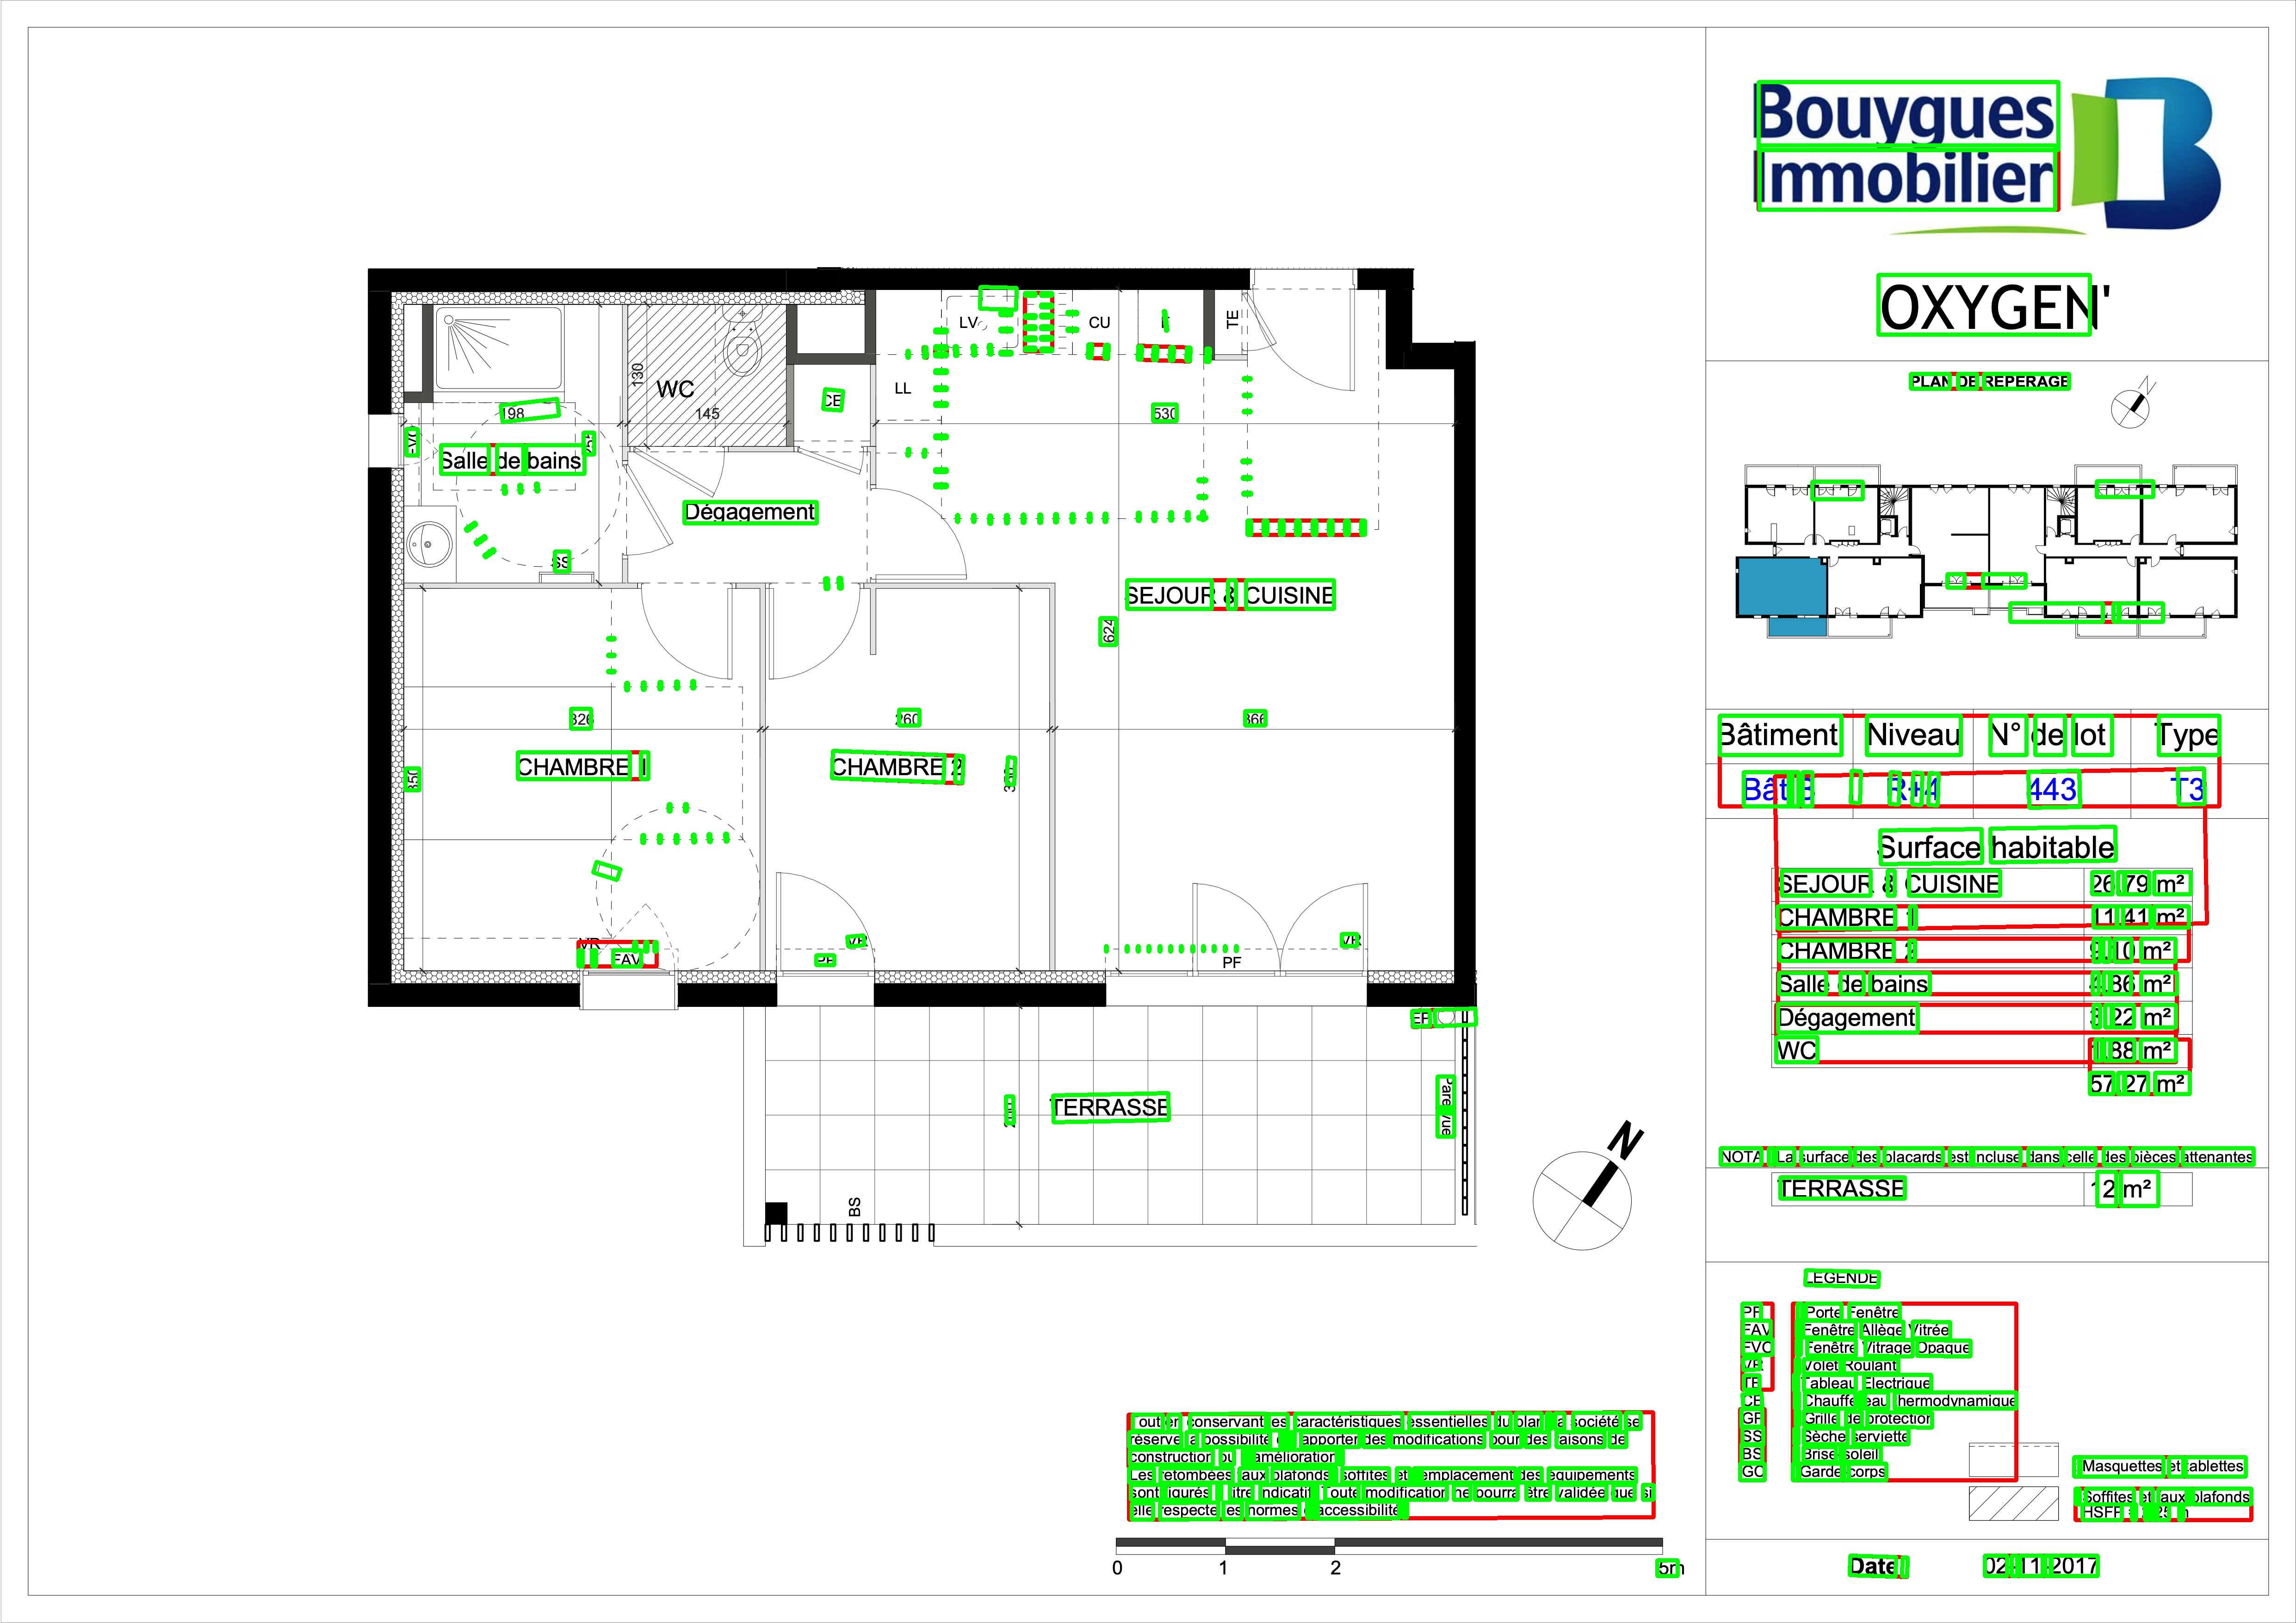 Bouygues
Immobilier
OXYGEN'
PLAN DE REPERAGE
N
Bâtiment Niveau N° de lot Type
Bât B R+4 443 T3
Surface habitable
SEJOUR & CUISINE 26.79 m²
CHAMBRE 1 11.41 m²
CHAMBRE 2 9.10 m²
Salle de bains 4.86 m²
Dégagement 3.22 m²
WC 1.88 m²
57.27 m²
NOTA : La surface des placards est incluse dans celle des pièces attenantes
TERRASSE 12 m²
LEGENDE
PF : Porte Fenêtre
FAV : Fenêtre Allège Vitrée
FVO : Fenêtre Vitrage Opaque
VR : Volet Roulant
TE : Tableau Electrique
CE : Chauffe eau thermodynamique
GP : Grille de protection
SS : Sèche serviette
BS : Brise soleil
GC : Garde-corps
: Masquettes et tablettes
: Soffites et faux plafonds
Date : 02-11-2017
LV
CU
F
TE
130
WC
145
CE
LL
198
530
FVO
Salle de bains
Dégagement
SS
SEJOUR & CUISINE
624
326
260
366
CHAMBRE 1
CHAMBRE 2
350
VR
FAV
VR
PF
VR
PF
EP
TERRASSE
Pare vue
BS
N
Tout en conservant les caractéristiques essentielles du plan, la société se
réserve la possibilité d'apporter des modifications pour des raisons de
construction ou d'amélioration.
Les retombées, faux plafonds, soffites et l'emplacement des équipements
sont figurés à titre indicatif. Toute modification ne pourra être validée que si
elle respecte les normes d'accessibilité.
0 1 2 5m